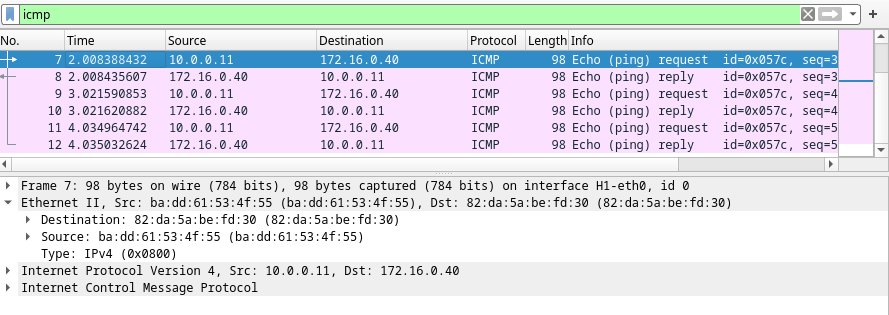 icmp
No. Time Source Destination Protocol Length Info
7 2.008388432 10.0.0.11 172.16.0.40 ICMP 98 Echo (ping) request id=0x057c, seq=3
8 2.008435607 172.16.0.40 10.0.0.11 ICMP 98 Echo (ping) reply id=0x057c, seq=3
9 3.021590853 10.0.0.11 172.16.0.40 ICMP 98 Echo (ping) request id=0x057c, seq=4
10 3.021620882 172.16.0.40 10.0.0.11 ICMP 98 Echo (ping) reply id=0x057c, seq=4
11 4.034964742 10.0.0.11 172.16.0.40 ICMP 98 Echo (ping) request id=0x057c, seq=5
12 4.035032624 172.16.0.40 10.0.0.11 ICMP 98 Echo (ping) reply id=0x057c, seq=5
Frame 7: 98 bytes on wire (784 bits), 98 bytes captured (784 bits) on interface H1-eth0, id 0
Ethernet II, Src: ba:dd:61:53:4f:55 (ba:dd:61:53:4f:55), Dst: 82:da:5a:be:fd:30 (82:da:5a:be:fd:30)
Destination: 82:da:5a:be:fd:30 (82:da:5a:be:fd:30)
Source: ba:dd:61:53:4f:55 (ba:dd:61:53:4f:55)
Type: IPv4 (0x0800)
Internet Protocol Version 4, Src: 10.0.0.11, Dst: 172.16.0.40
Internet Control Message Protocol